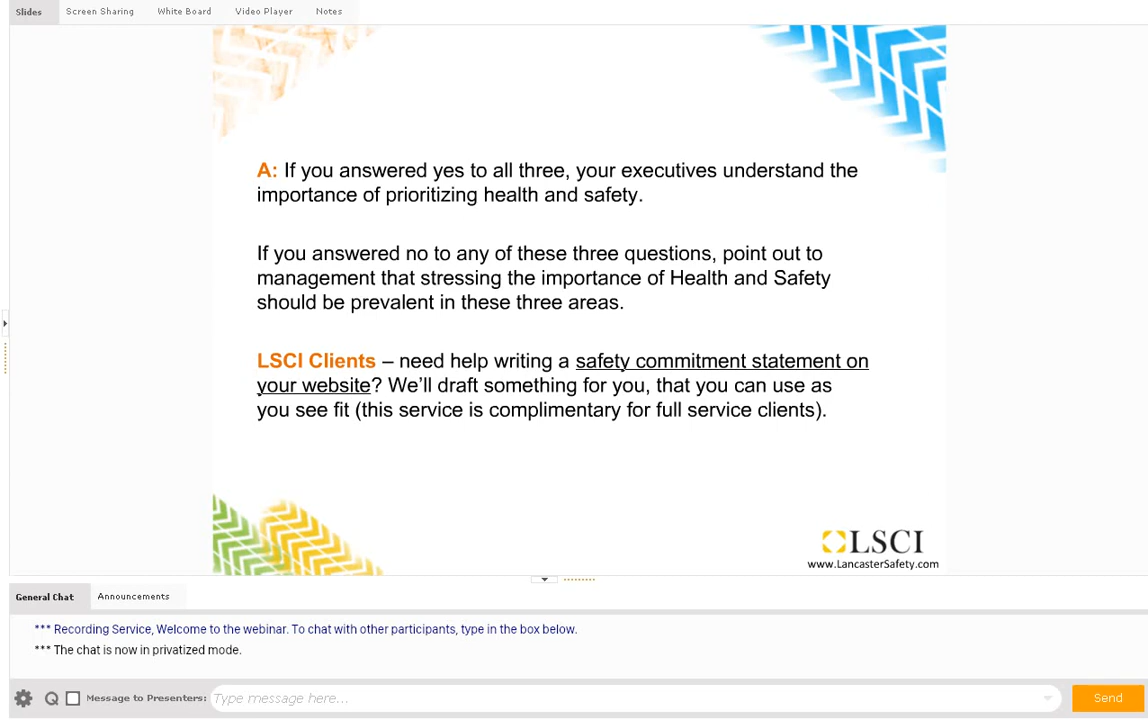 Slides Screen Sharing White Board Video Player Notes
A: If you answered yes to all three, your executives understand the
importance of prioritizing health and safety.
If you answered no to any of these three questions, point out to
management that stressing the importance of Health and Safety
should be prevalent in these three areas.
LSCI Clients – need help writing a safety commitment statement on
your website? We’ll draft something for you, that you can use as
you see fit (this service is complimentary for full service clients).
LSCI
www.LancasterSafety.com
General Chat Announcements
*** Recording Service, Welcome to the webinar. To chat with other participants, type in the box below.
*** The chat is now in privatized mode.
Message to Presenters: Type message here... Send